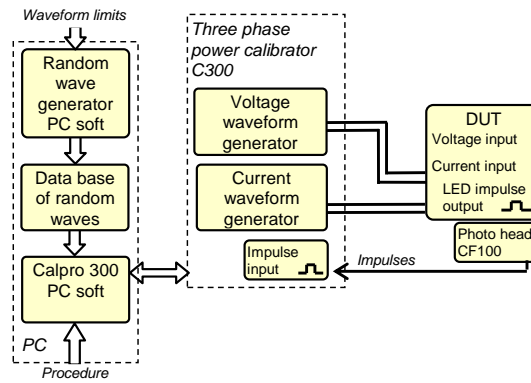 Waveform limits
Random
wave
generator
PC soft
Data base
of random
waves
Calpro 300
PC soft
PC
Procedure
Three phase
power calibrator
C300
Voltage
waveform
generator
Current
waveform
generator
Impulse
input
Impulses
DUT
Voltage input
Current input
LED impulse
output
Photo head
CF100